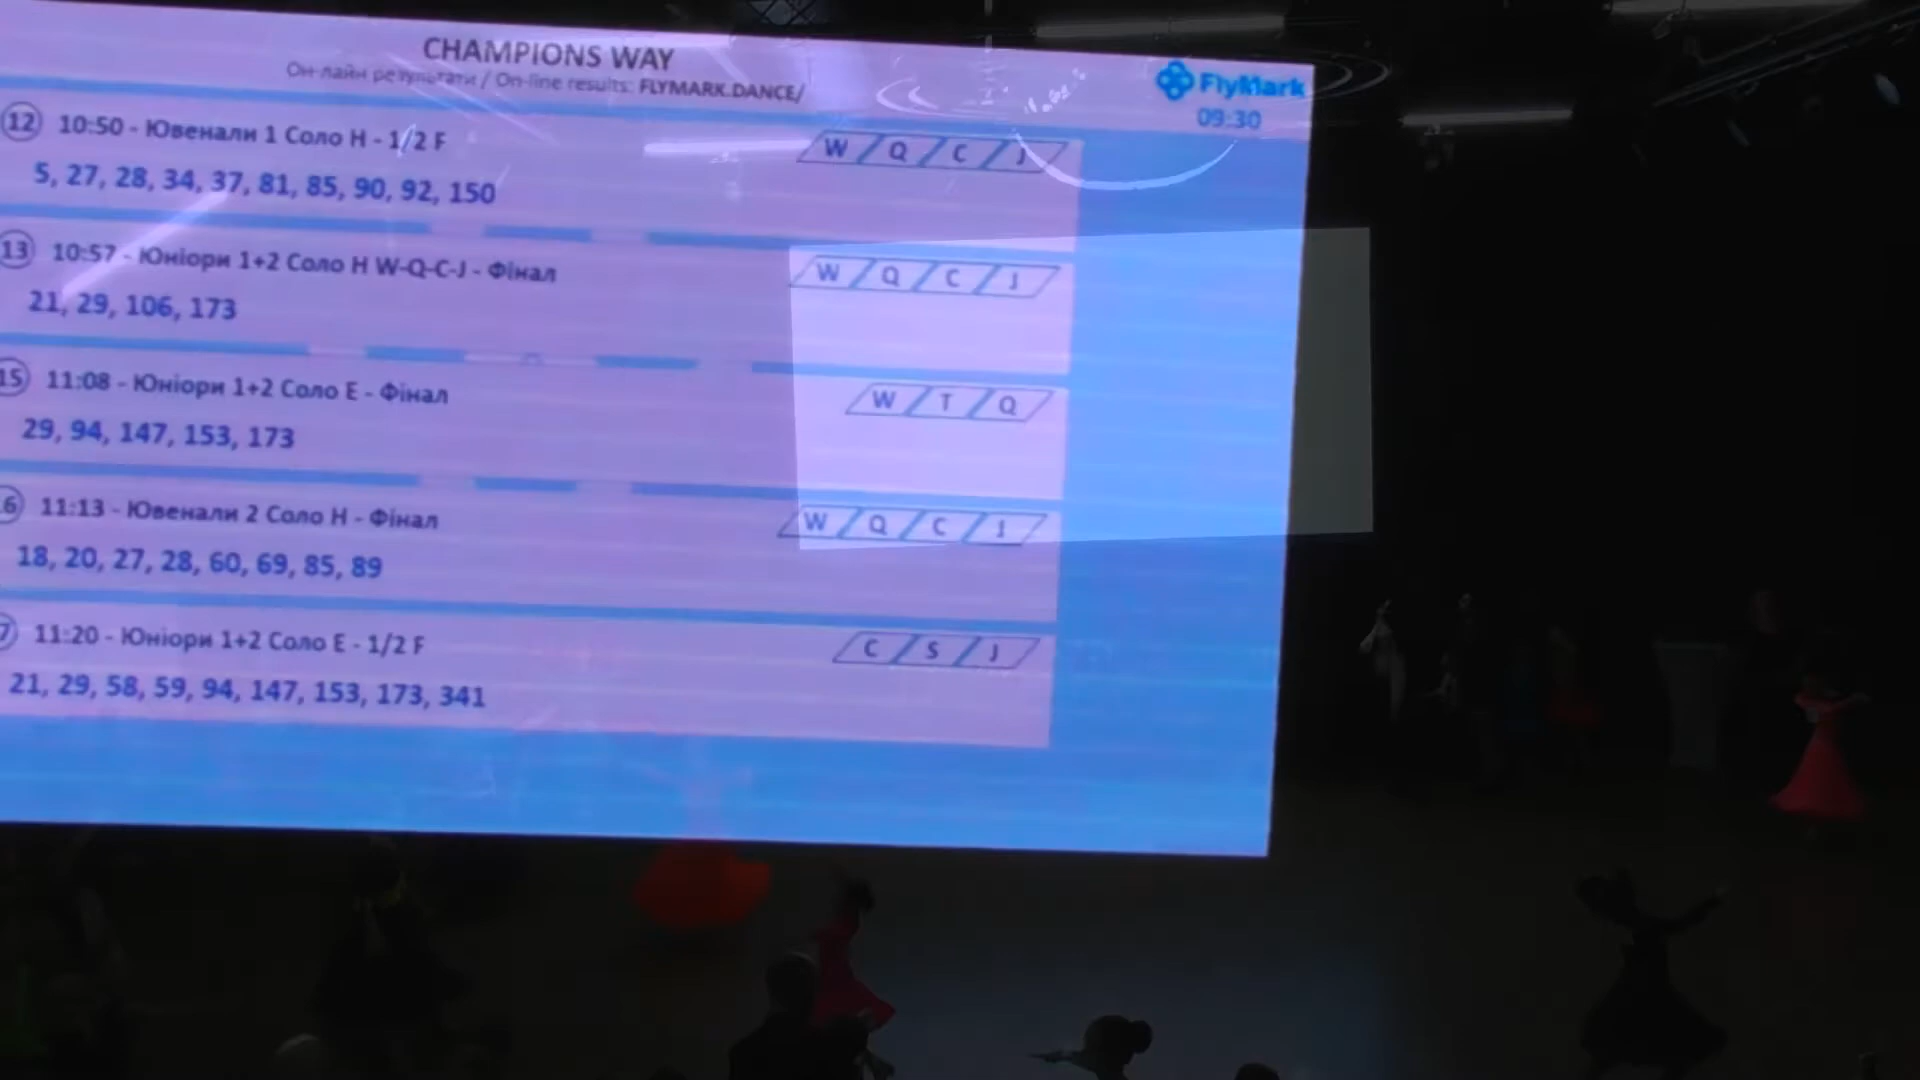 CHAMPIONS WAY
Он-лайн результати / On-line results: FLYMARK.DANCE/
FlyMark
09:30
12 10:50 - Ювенали 1 Соло Н - 1/2 F
W Q C J
5, 27, 28, 34, 37, 81, 85, 90, 92, 150
13 10:57 - Юніори 1+2 Соло Н W-Q-C-J - Фінал
W Q C J
21, 29, 106, 173
15 11:08 - Юніори 1+2 Соло Е - Фінал
W T Q
29, 94, 147, 153, 173
6 11:13 - Ювенали 2 Соло Н - Фінал
W Q C J
18, 20, 27, 28, 60, 69, 85, 89
7 11:20 - Юніори 1+2 Соло Е - 1/2 F
C S J
21, 29, 58, 59, 94, 147, 153, 173, 341